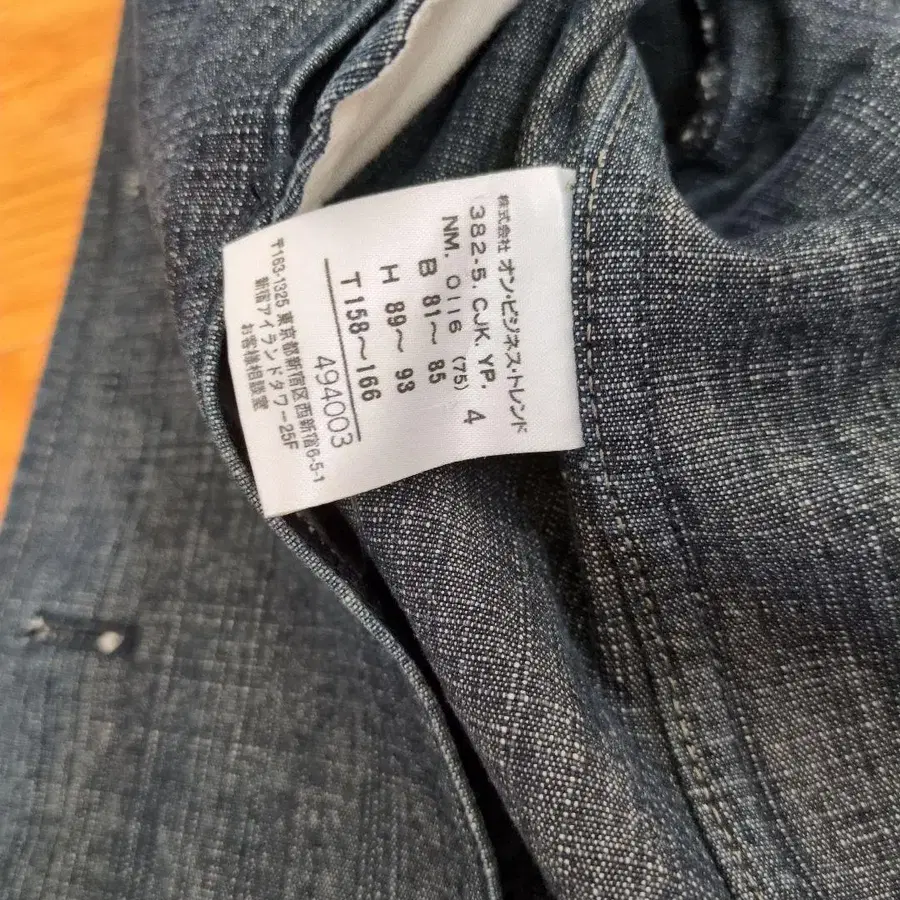 株式会社 オン・ビジネス・トレンド
382-5. CJK. YP. 4
NM. 0116 (75)
B 81〜 85
H 89〜 93
T 158〜166
494003
〒163-1325 東京都新宿区西新宿6-5-1
新宿アイランドタワー25F
お客様相談室